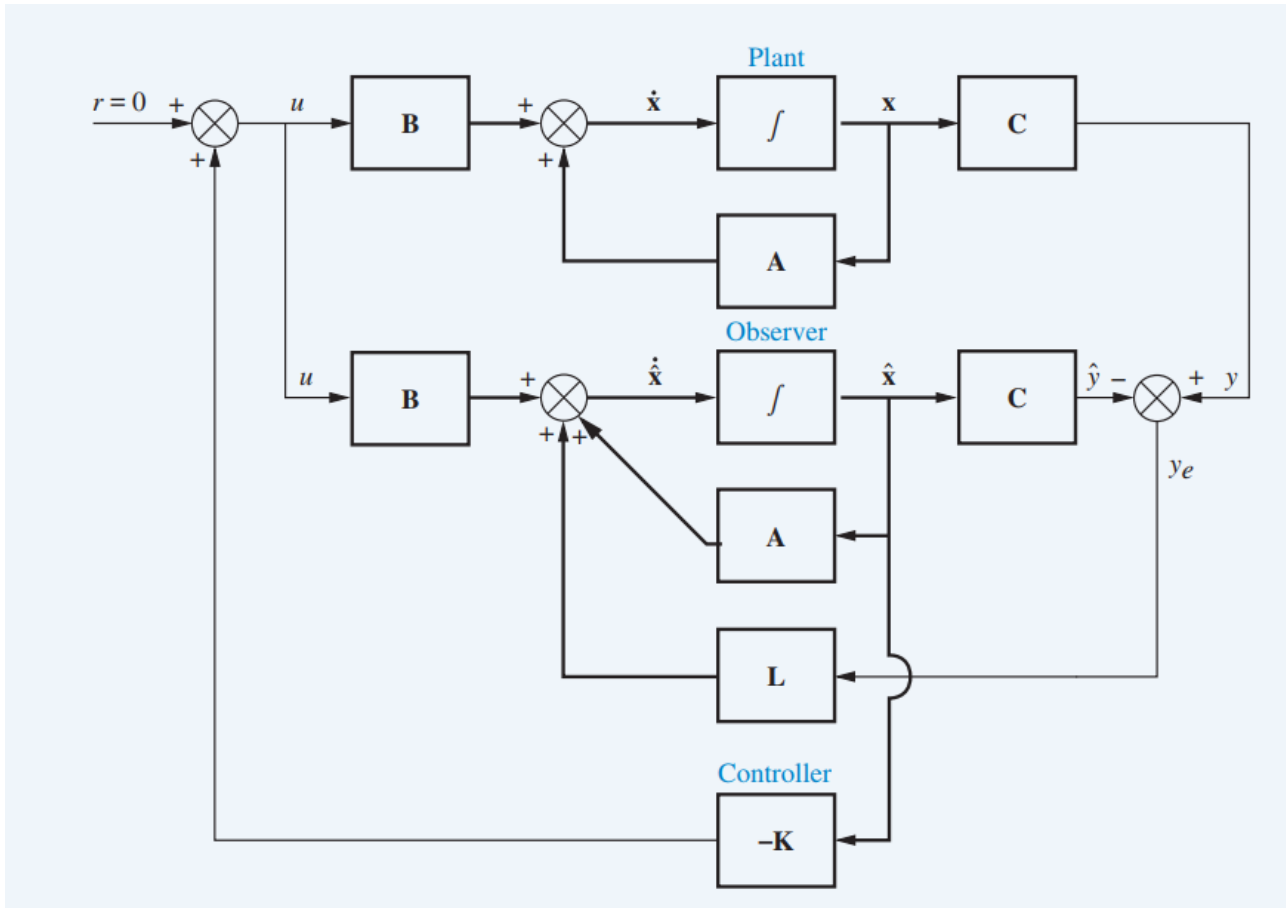 Plant
r = 0 + u B + ẋ ∫ x C
+ +
A
Observer
u B + x̂̇ ∫ x̂ C ŷ − + y
+ +
yₑ
A
L
Controller
+
−K